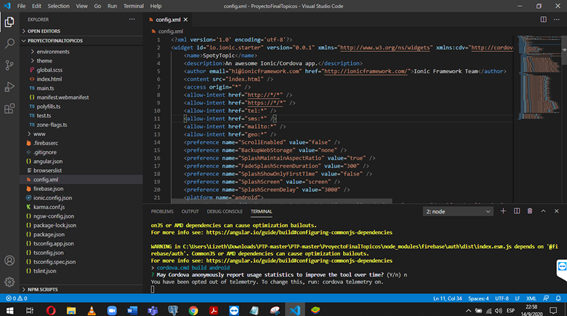 File Edit Selection View Go Run Terminal Help
config.xml - ProyectoFinalTopicos - Visual Studio Code
EXPLORER
OPEN EDITORS
PROYECTOFINALTOPICOS
environments
theme
global.scss
index.html
main.ts
manifest.webmanifest
polyfills.ts
test.ts
zone-flags.ts
www
.firebaserc
.gitignore
angular.json
browserslist
config.xml
firebase.json
ionic.config.json
karma.conf.js
ngsw-config.json
package-lock.json
package.json
tsconfig.app.json
tsconfig.json
tsconfig.spec.json
tslint.json
NPM SCRIPTS
config.xml
config.xml
1 <?xml version='1.0' encoding='utf-8'?>
2 <widget id="io.ionic.starter" version="0.0.1" xmlns="http://www.w3.org/ns/widgets" xmlns:cdv="http://cordova
3 <name>SpotyTopic</name>
4 <description>An awesome Ionic/Cordova app.</description>
5 <author email="hi@ionicframework.com" href="http://ionicframework.com/">Ionic Framework Team</author>
6 <content src="index.html" />
7 <access origin="*" />
8 <allow-intent href="http://*/*" />
9 <allow-intent href="https://*/*" />
10 <allow-intent href="tel:*" />
11 <allow-intent href="sms:*" />
12 <allow-intent href="mailto:*" />
13 <allow-intent href="geo:*" />
14 <preference name="ScrollEnabled" value="false" />
15 <preference name="BackupWebStorage" value="none" />
16 <preference name="SplashMaintainAspectRatio" value="true" />
17 <preference name="FadeSplashScreenDuration" value="300" />
18 <preference name="SplashShowOnlyFirstTime" value="false" />
19 <preference name="SplashScreen" value="screen" />
20 <preference name="SplashScreenDelay" value="3000" />
21 <platform name="android">
PROBLEMS OUTPUT DEBUG CONSOLE TERMINAL
2: node
onJS or AMD dependencies can cause optimization bailouts.
For more info see: https://angular.io/guide/build#configuring-commonjs-dependencies
WARNING in C:\Users\lizeth\Downloads\PTP-master\PTP-master\ProyectoFinalTopicos\node_modules\firebase\auth\dist\index.esm.js depends on '@fi
rebase/auth'. CommonJS or AMD dependencies can cause optimization bailouts.
For more info see: https://angular.io/guide/build#configuring-commonjs-dependencies
> cordova.cmd build android
? May Cordova anonymously report usage statistics to improve the tool over time? (Y/n) n
You have been opted out of telemetry. To change this, run: cordova telemetry on.
0 0
Ln 11, Col 34 Spaces: 4 UTF-8 LF XML
ESP
22:58
16/9/2020